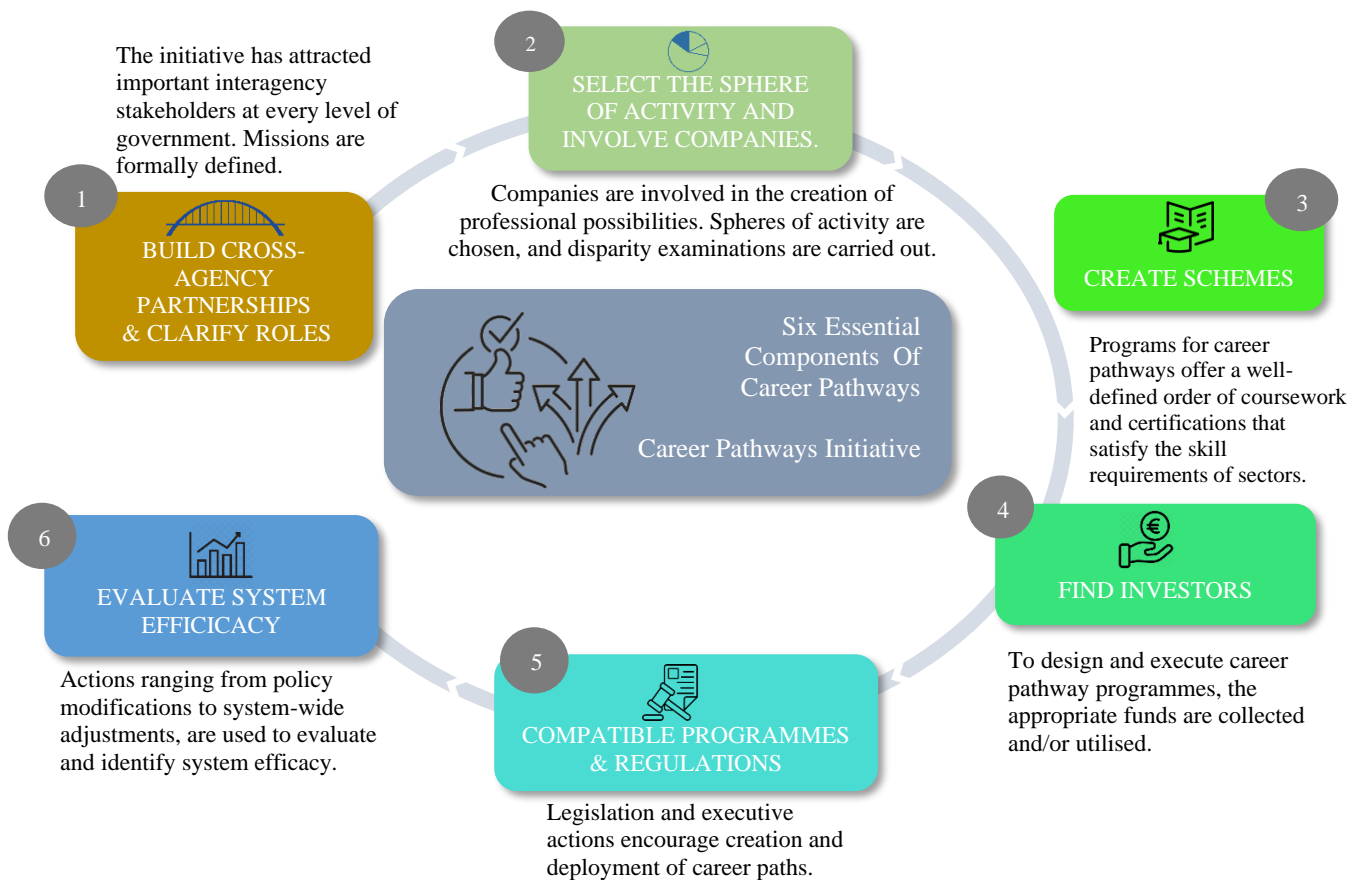 The initiative has attracted
important interagency
stakeholders at every level of
government. Missions are
formally defined.
1
BUILD CROSS-
AGENCY
PARTNERSHIPS
& CLARIFY ROLES
2
SELECT THE SPHERE
OF ACTIVITY AND
INVOLVE COMPANIES.
Companies are involved in the creation of
professional possibilities. Spheres of activity are
chosen, and disparity examinations are carried out.
3
CREATE SCHEMES
Programs for career
pathways offer a well-
defined order of coursework
and certifications that
satisfy the skill
requirements of sectors.
Six Essential
Components Of
Career Pathways
Career Pathways Initiative
4
€
FIND INVESTORS
To design and execute career
pathway programmes, the
appropriate funds are collected
and/or utilised.
5
COMPATIBLE PROGRAMMES
& REGULATIONS
Legislation and executive
actions encourage creation and
deployment of career paths.
6
EVALUATE SYSTEM
EFFICICACY
Actions ranging from policy
modifications to system-wide
adjustments, are used to evaluate
and identify system efficacy.